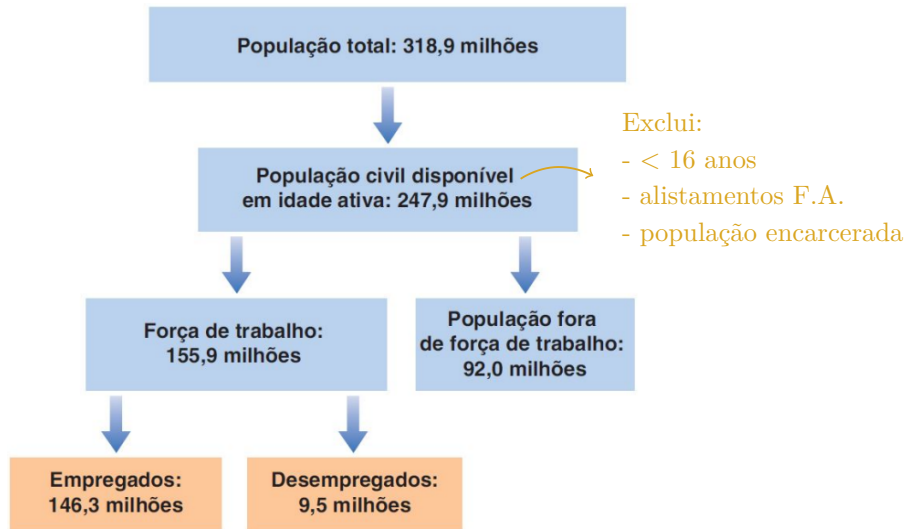 População total: 318,9 milhões
População civil disponível
em idade ativa: 247,9 milhões
Exclui:
- < 16 anos
- alistamentos F.A.
- população encarcerada
Força de trabalho:
155,9 milhões
População fora
de força de trabalho:
92,0 milhões
Empregados:
146,3 milhões
Desempregados:
9,5 milhões